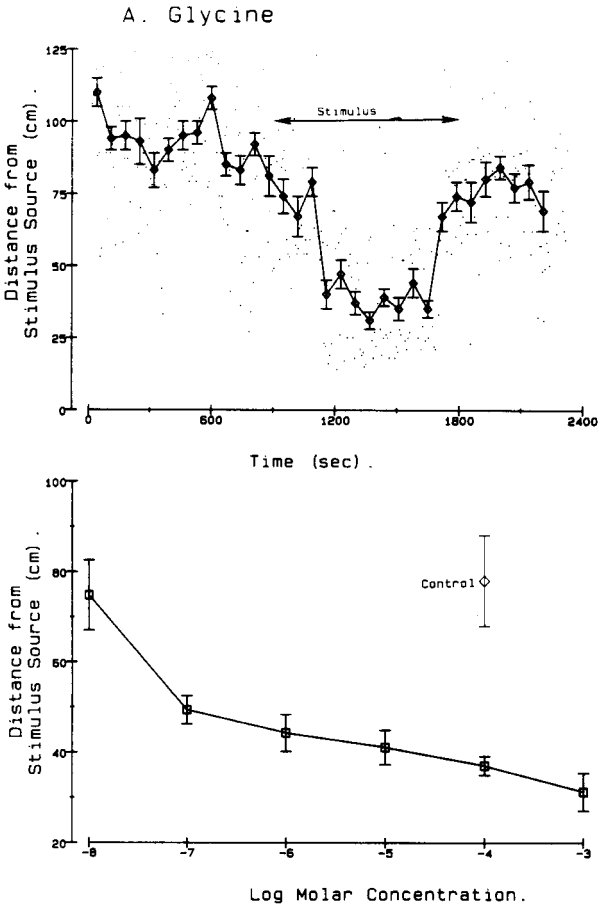 A. Glycine
125
100
75
50
25
0
Distance from
Stimulus Source (cm).
Stimulus
0 600 1200 1800 2400
Time (sec).
100
80
60
40
20
Distance from
Stimulus Source (cm).
Control
-8 -7 -6 -5 -4 -3
Log Molar Concentration.